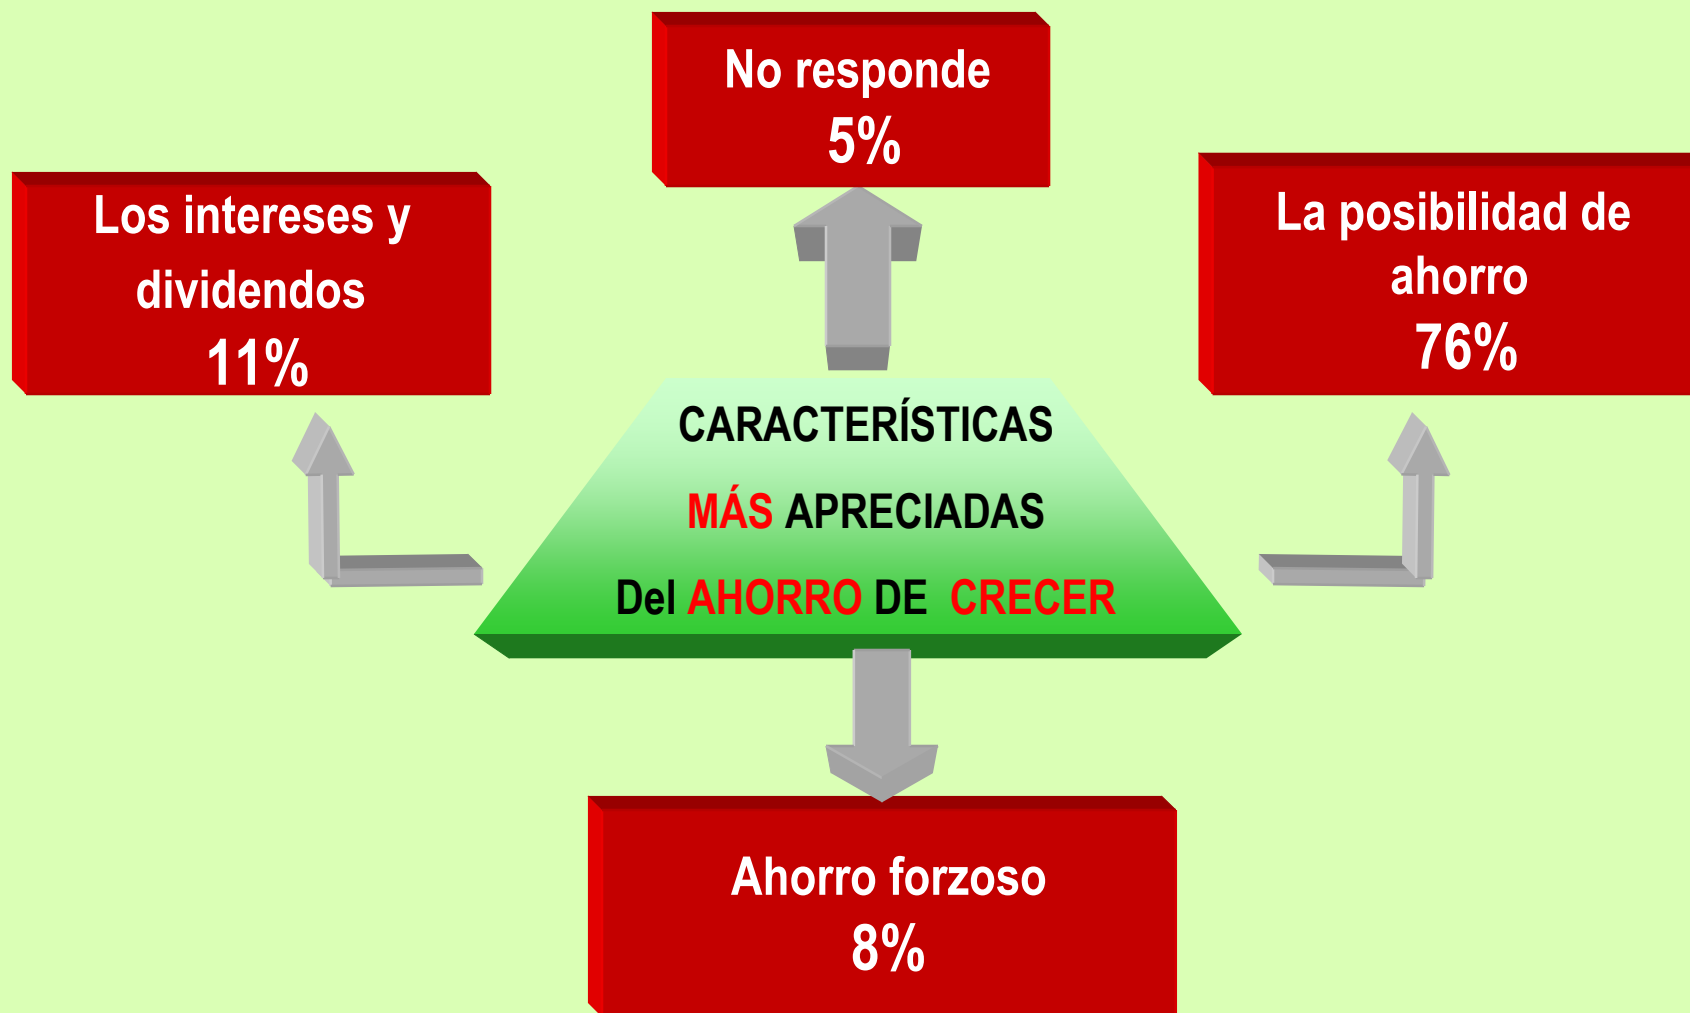 No responde
5%
Los intereses y
dividendos
11%
La posibilidad de
ahorro
76%
CARACTERÍSTICAS
MÁS APRECIADAS
Del AHORRO DE CRECER
Ahorro forzoso
8%